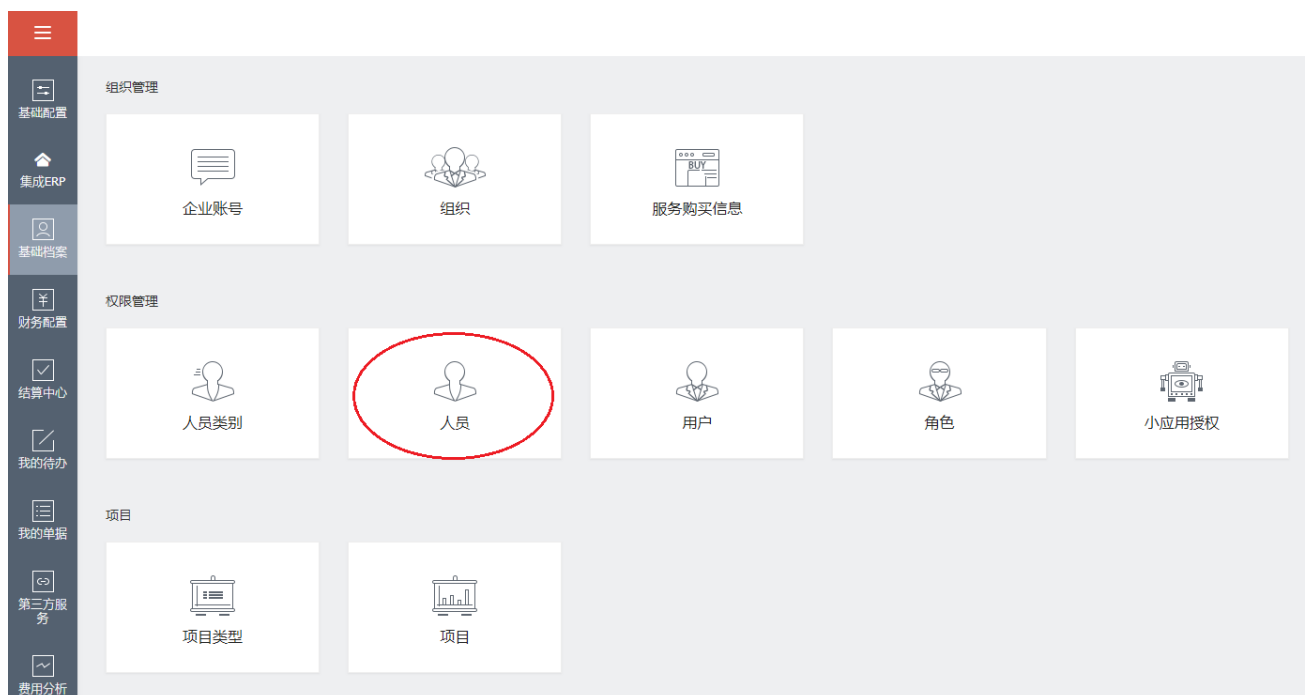 基础配置
集成ERP
基础档案
财务配置
结算中心
我的待办
我的单据
第三方服
务
费用分析
组织管理
企业账号
组织
BUY
服务购买信息
权限管理
人员类别
人员
用户
角色
小应用授权
项目
项目类型
项目